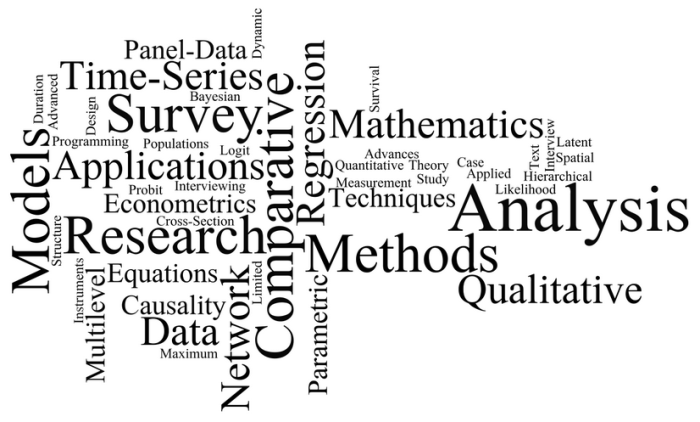 Panel-Data
Dynamic
Time-Series
Duration
Advanced
Bayesian
Design
Survey
Comparative
Regression
Survival
Mathematics
Models
Programming
Populations
Logit
Applications
Interview
Text
Latent
Spatial
Advances
Quantitative Theory
Case
Applied
Hierarchical
Measurement
Study
Likelihood
Probit
Interviewing
Econometrics
Techniques
Analysis
Cross-Section
Structure
Research
Methods
Instruments
Multilevel
Equations
Limited
Network
Parametric
Qualitative
Causality
Data
Maximum